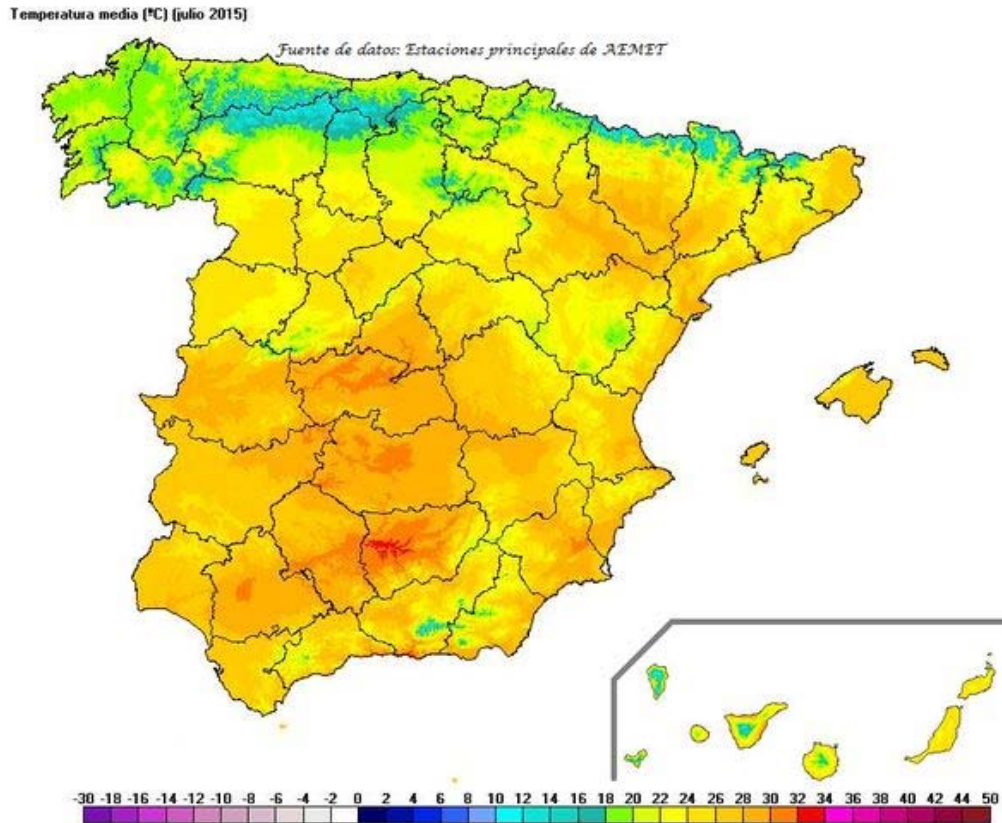 Temperatura media (ºC) (julio 2015)
Fuente de datos: Estaciones principales de AEMET
-30 -18 -16 -14 -12 -10 -8 -6 -4 -2 0 2 4 6 8 10 12 14 16 18 20 22 24 26 28 30 32 34 36 38 40 42 44 50